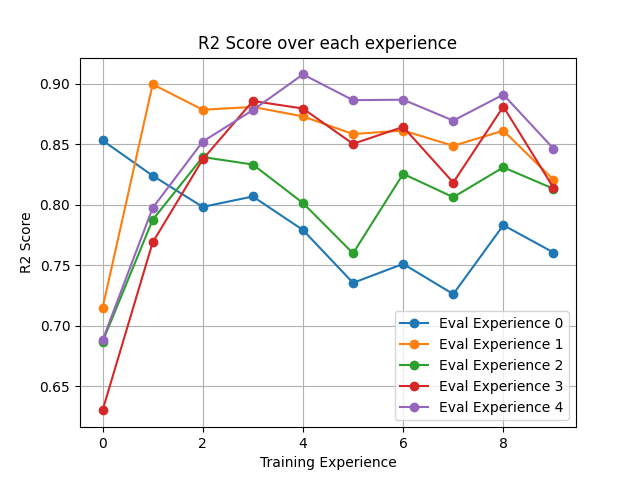 R2 Score over each experience
R2 Score
0.90
0.85
0.80
0.75
0.70
0.65
0 2 4 6 8
Training Experience
Eval Experience 0
Eval Experience 1
Eval Experience 2
Eval Experience 3
Eval Experience 4